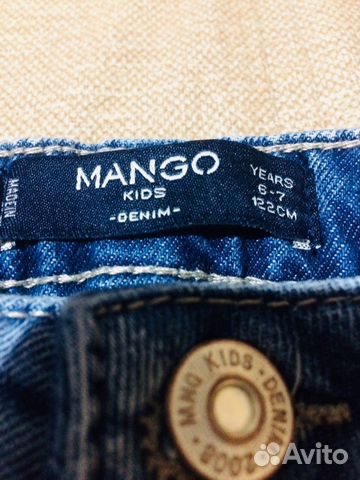 MANGO
KIDS
-DENIM-
YEARS
6-7
122CM
MADE IN
MNG KIDS • DENIM • 2008 •
Avito